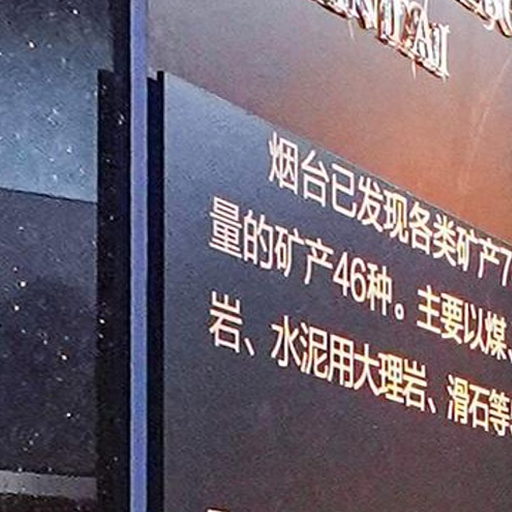 烟台已发现各类矿产7
量的矿产46种。主要以煤、
岩、水泥用大理岩、滑石等